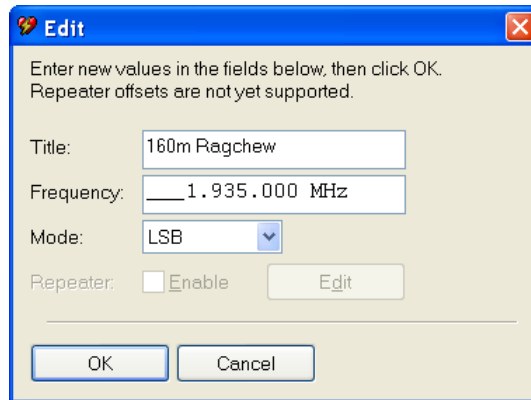 Edit
Enter new values in the fields below, then click OK.
Repeater offsets are not yet supported.
Title: 160m Ragchew
Frequency: ___1.935.000 MHz
Mode: LSB
Repeater: Enable Edit
OK Cancel